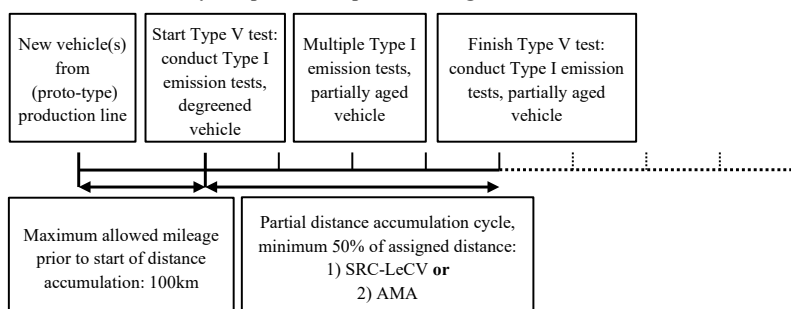 New vehicle(s)
from
(proto-type)
production line
Start Type V test:
conduct Type I
emission tests,
degreened
vehicle
Multiple Type I
emission tests,
partially aged
vehicle
Finish Type V test:
conduct Type I emission
tests, partially aged
vehicle
Maximum allowed mileage
prior to start of distance
accumulation: 100km
Partial distance accumulation cycle,
minimum 50% of assigned distance:
1) SRC-LeCV or
2) AMA